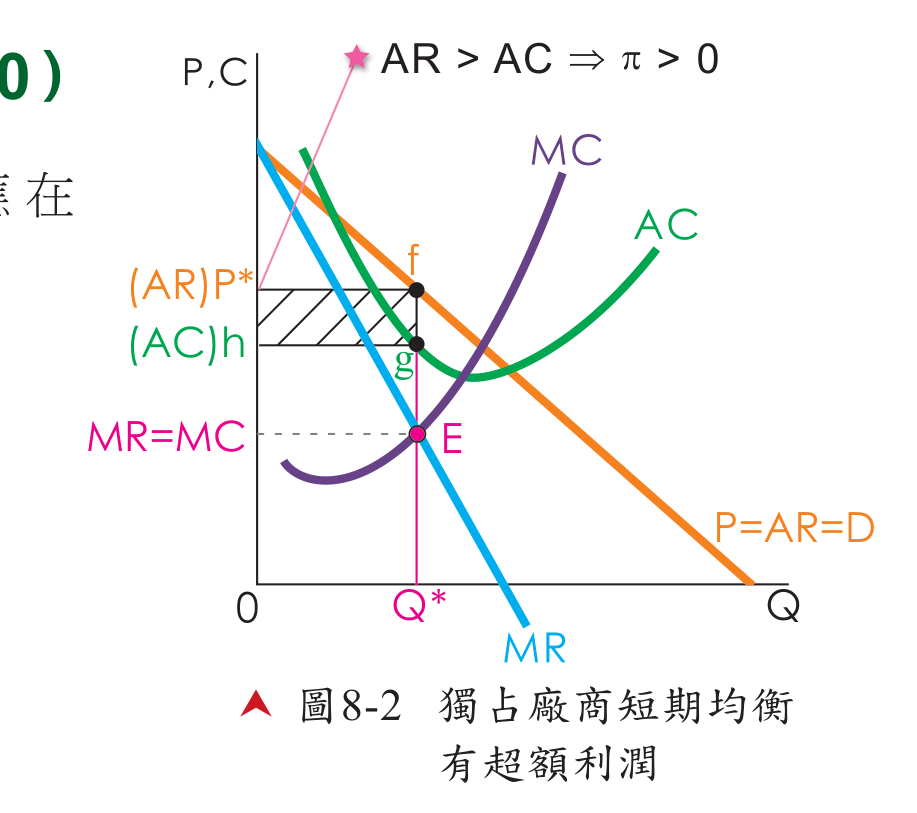 0)
在
P,C
AR > AC ⇒ π > 0
MC
AC
f
(AR)P*
(AC)h
g
MR=MC
E
P=AR=D
0
Q*
Q
MR
圖8-2 獨占廠商短期均衡
有超額利潤